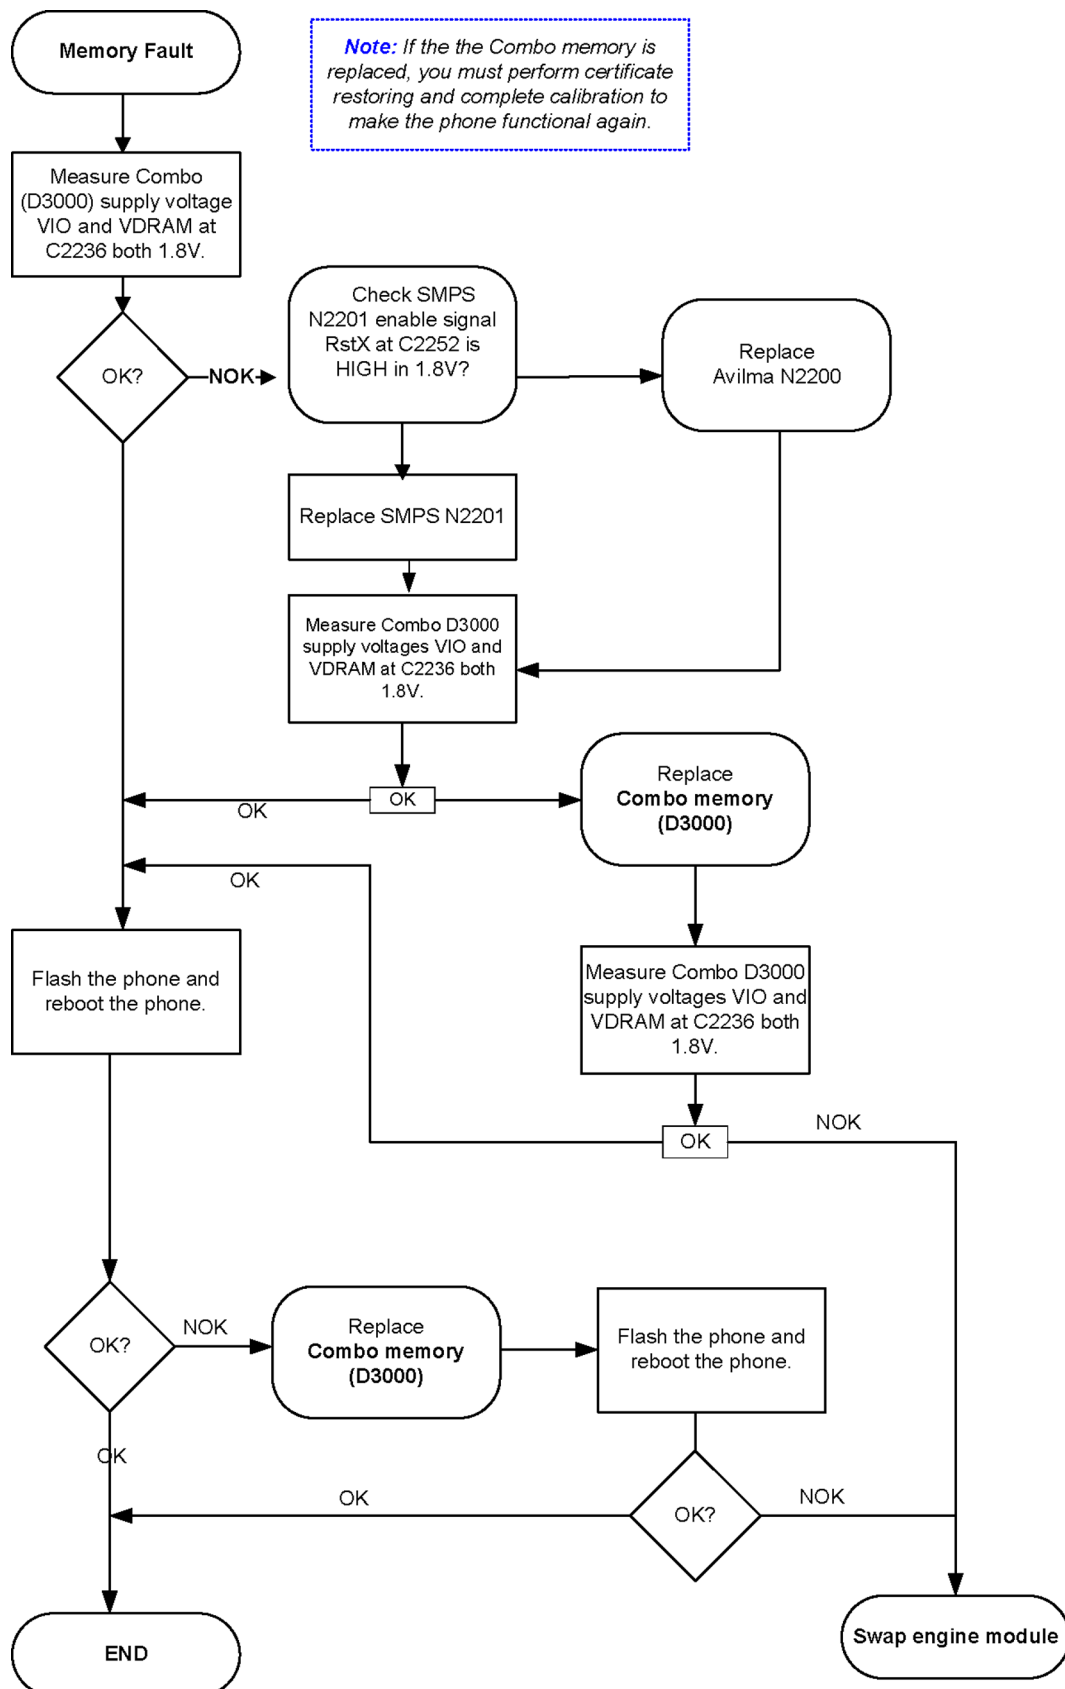 Memory Fault
Note: If the the Combo memory is
replaced, you must perform certificate
restoring and complete calibration to
make the phone functional again.
Measure Combo
(D3000) supply voltage
VIO and VDRAM at
C2236 both 1.8V.
Check SMPS
N2201 enable signal
RstX at C2252 is
HIGH in 1.8V?
Replace
Avilma N2200
OK?
NOK
Replace SMPS N2201
Measure Combo D3000
supply voltages VIO and
VDRAM at C2236 both
1.8V.
OK
OK
Replace
Combo memory
(D3000)
OK
Flash the phone and
reboot the phone.
Measure Combo D3000
supply voltages VIO and
VDRAM at C2236 both
1.8V.
OK
NOK
OK?
NOK
Replace
Combo memory
(D3000)
Flash the phone and
reboot the phone.
OK
OK
OK?
NOK
END
Swap engine module